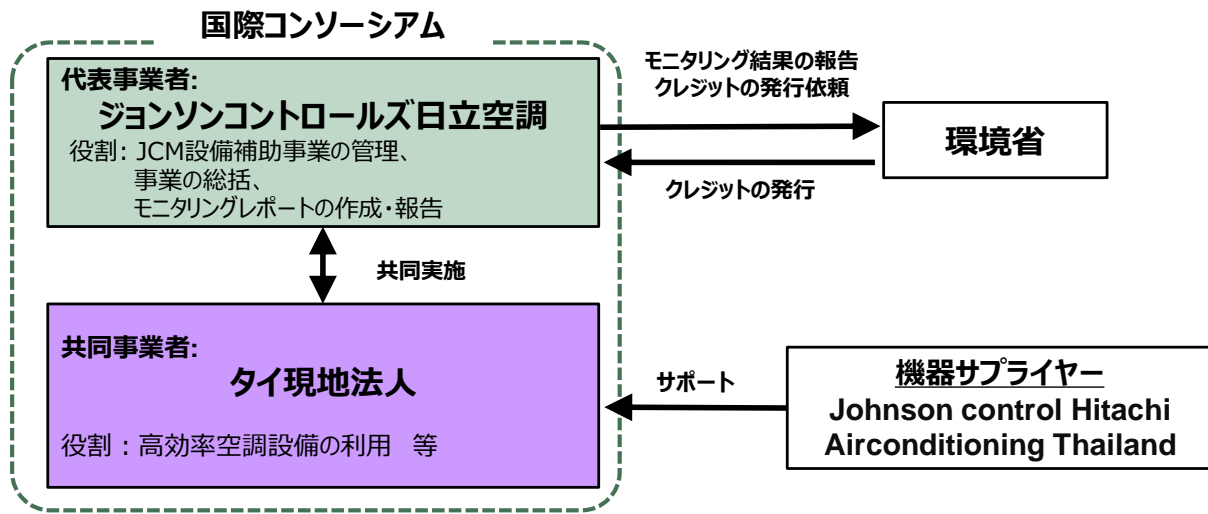 国際コンソーシアム
代表事業者:
ジョンソンコントロールズ日立空調
役割: JCM設備補助事業の管理、
事業の総括、
モニタリングレポートの作成・報告
モニタリング結果の報告
クレジットの発行依頼
環境省
クレジットの発行
共同実施
共同事業者:
タイ現地法人
役割：高効率空調設備の利用　等
サポート
機器サプライヤー
Johnson control Hitachi
Airconditioning Thailand